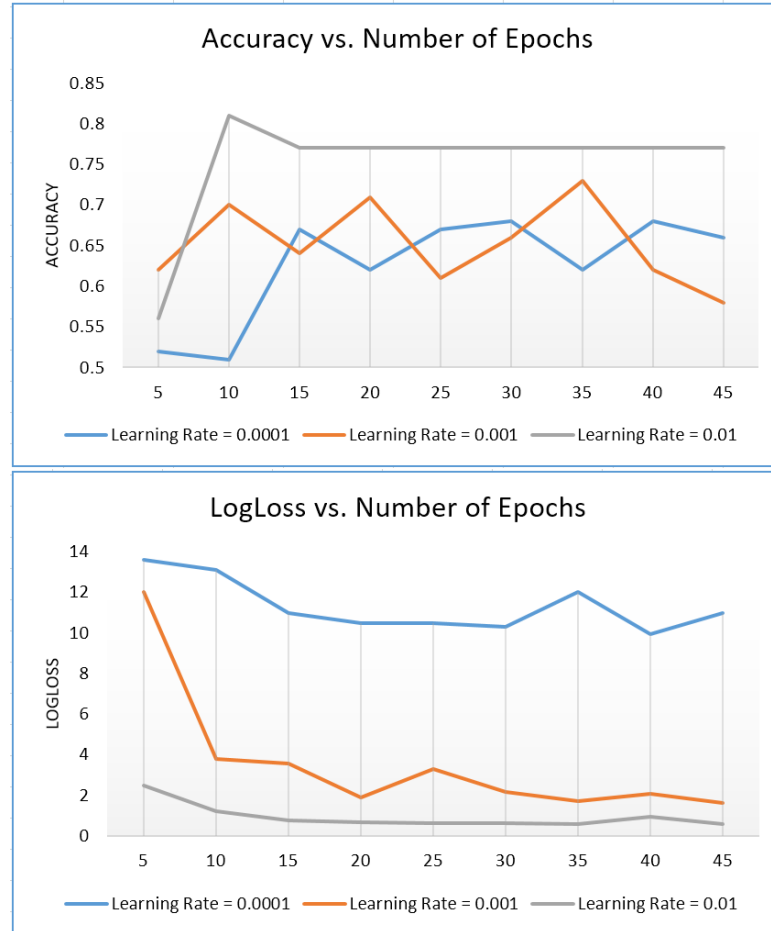 Accuracy vs. Number of Epochs
0.85
0.8
0.75
0.7
0.65
0.6
0.55
0.5
ACCURACY
5 10 15 20 25 30 35 40 45
Learning Rate = 0.0001 Learning Rate = 0.001 Learning Rate = 0.01
LogLoss vs. Number of Epochs
14
12
10
8
6
4
2
0
LOGLOSS
5 10 15 20 25 30 35 40 45
Learning Rate = 0.0001 Learning Rate = 0.001 Learning Rate = 0.01